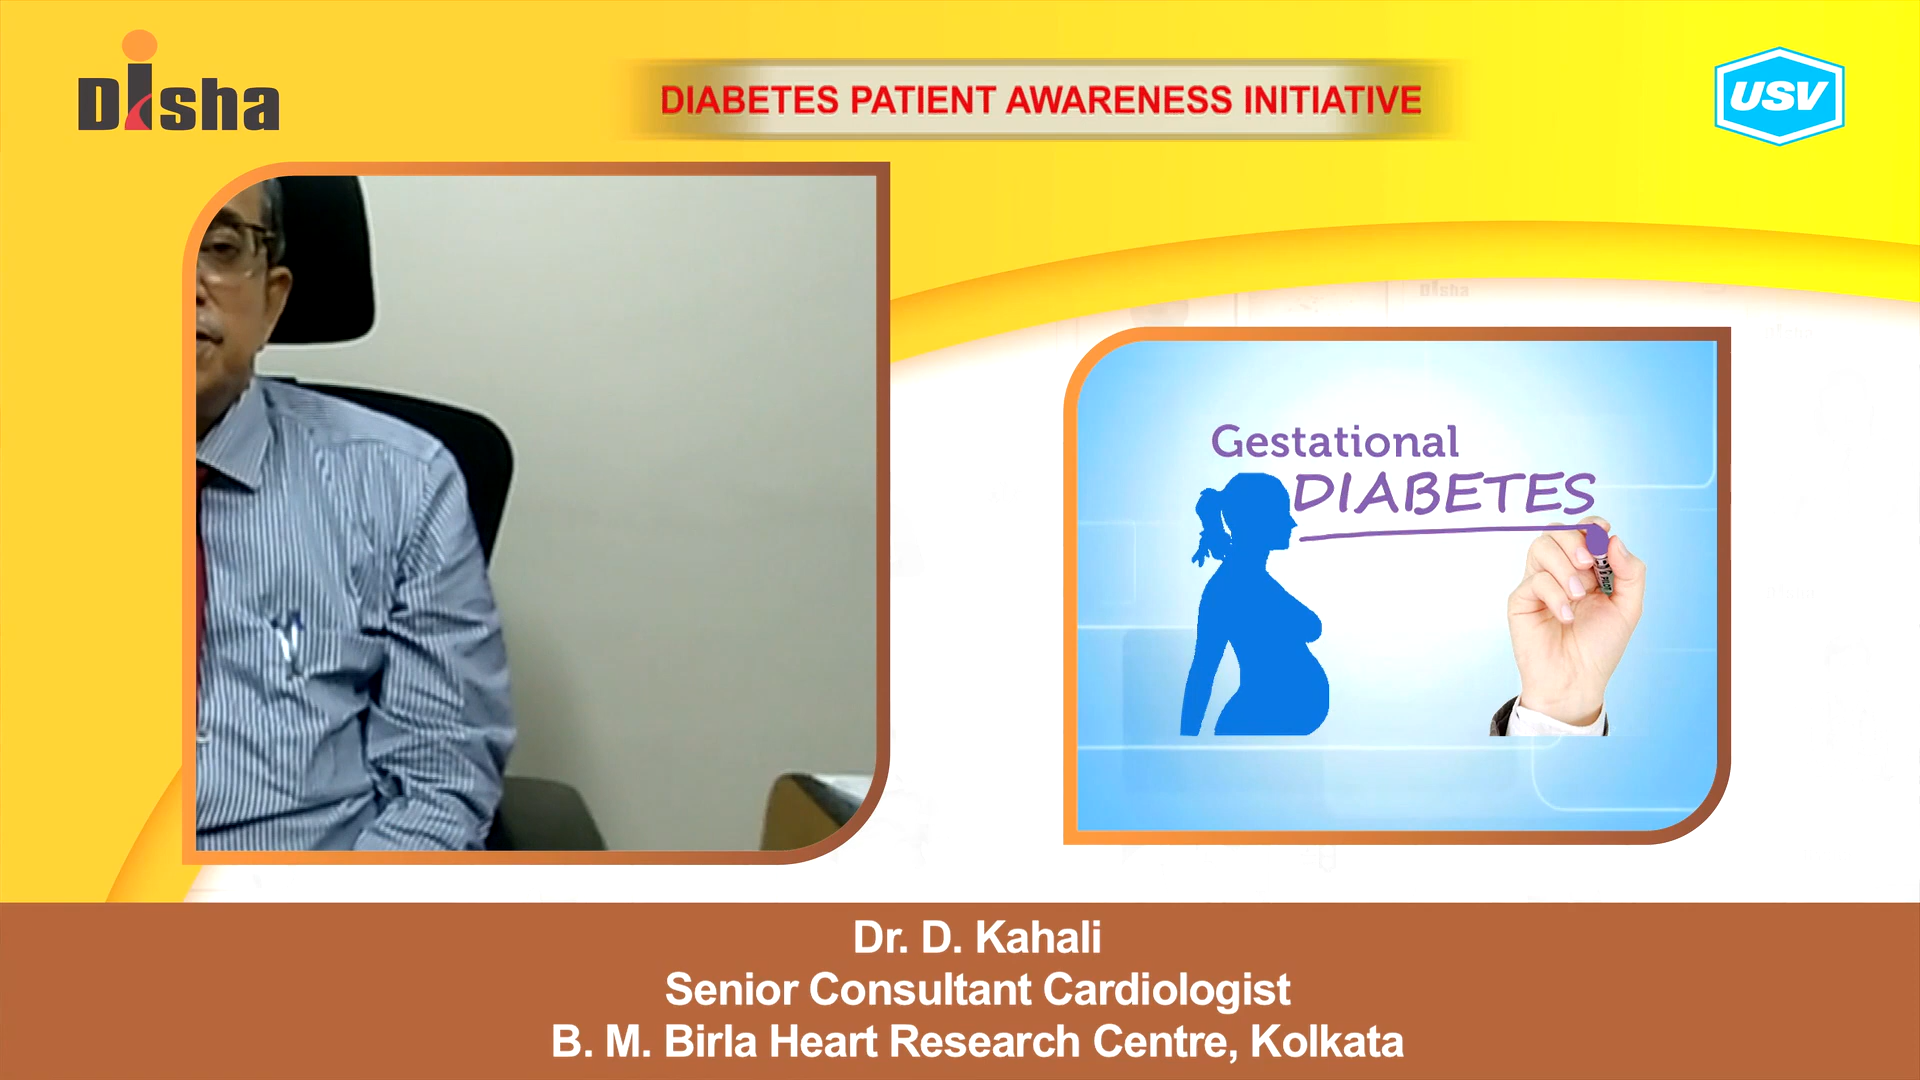 Disha
DIABETES PATIENT AWARENESS INITIATIVE
USV
Gestational
DIABETES
Dr. D. Kahali
Senior Consultant Cardiologist
B. M. Birla Heart Research Centre, Kolkata